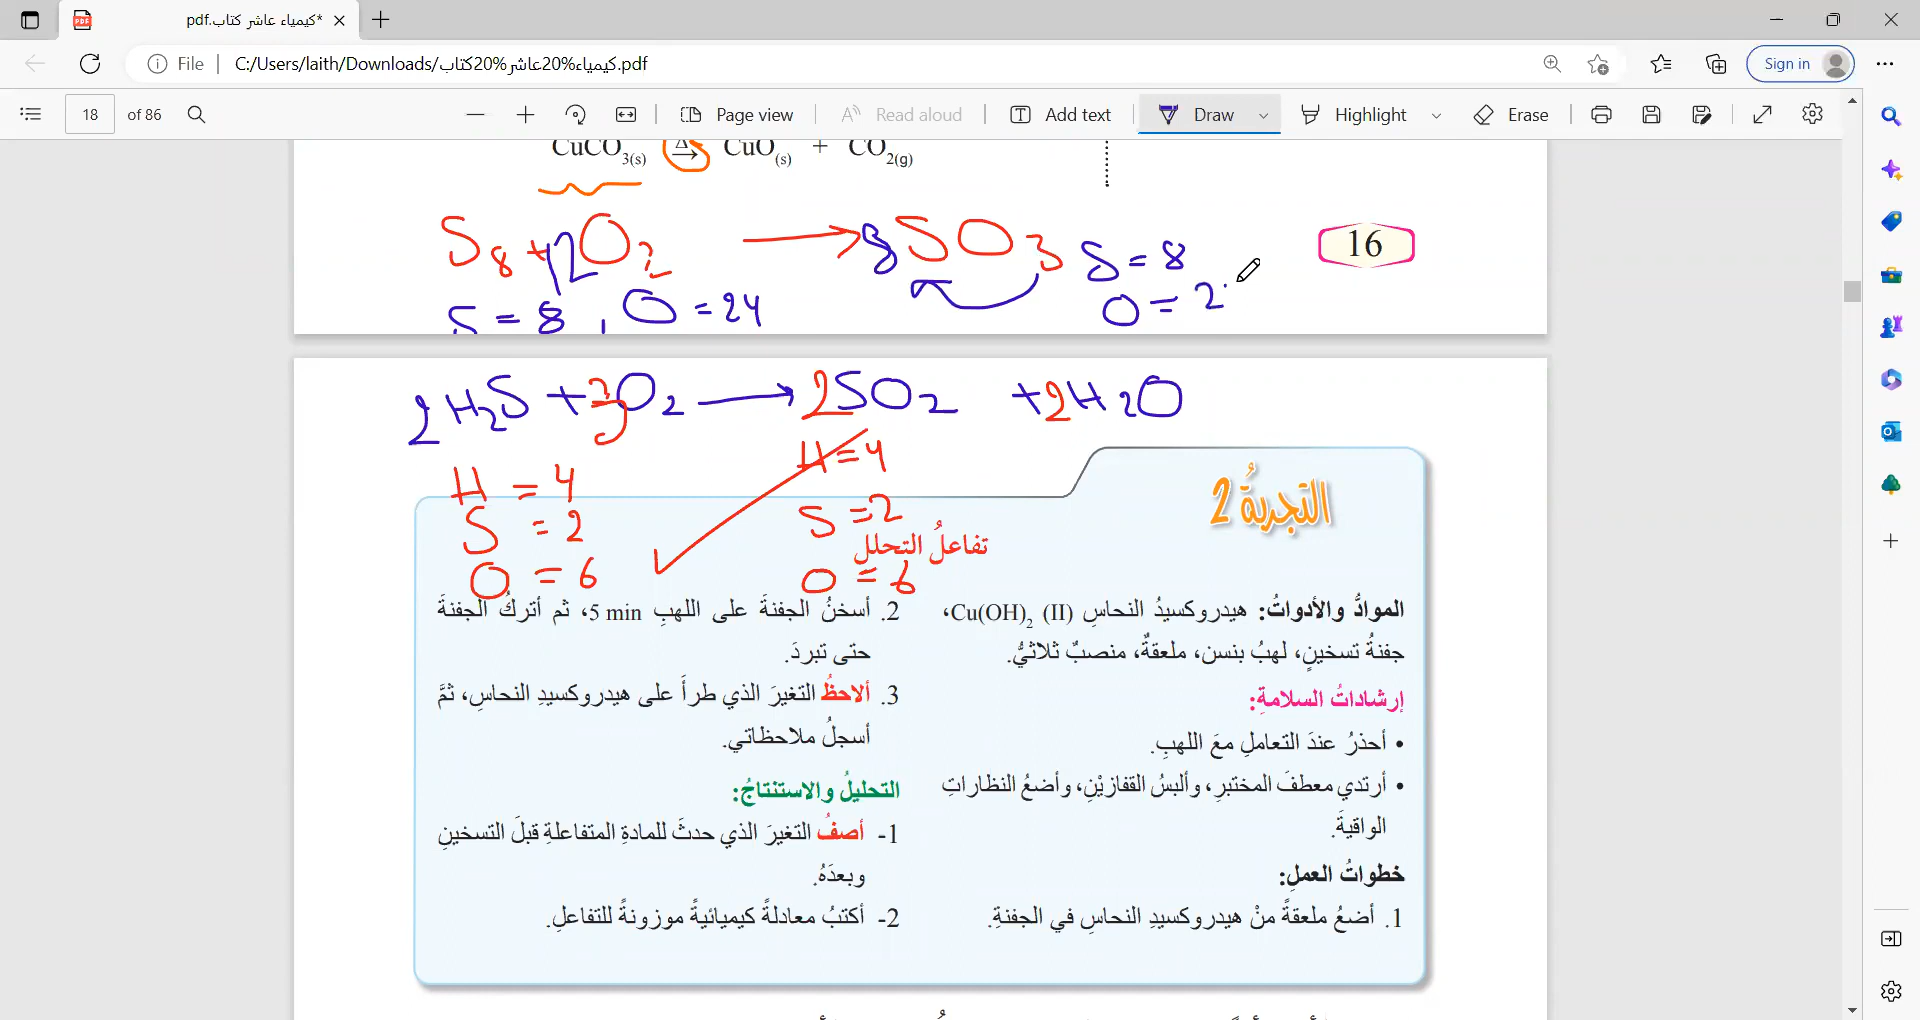 *كيمياء عاشر كتاب.pdf
File C:/Users/laith/Downloads/كيمياء%20عاشر%20كتاب.pdf Sign in
18 of 86 Page view Read aloud Add text Draw Highlight Erase
CuCO3(s) Δ→ CuO(s) + CO2(g)
S8 + 12O2 → 8SO3 S = 8
16
S = 8, O = 24 O = 2
2H2S + 3O2 → 2SO2 + 2H2O
H = 4 H = 4
S = 2 S = 2
O = 6 O = 6
التجربةُ 2
تفاعلُ التحللِ
الموادُّ والأدواتُ: هيدروكسيدُ النحاسِ (II) Cu(OH)2،
جفنةُ تسخينٍ، لهبُ بنسن، ملعقةٌ، منصبٌ ثلاثيُّ.
إرشاداتُ السلامةِ:
• أحذرُ عندَ التعاملِ معَ اللهبِ.
• أرتدي معطفَ المختبرِ، وألبسُ القفازيْنِ، وأضعُ النظاراتِ
الواقيةَ.
خطواتُ العملِ:
1. أضعُ ملعقةً منْ هيدروكسيدِ النحاسِ في الجفنةِ.
2. أسخنُ الجفنةَ على اللهبِ 5 min، ثم أتركُ الجفنةَ
حتى تبردَ.
3. ألاحظُ التغيرَ الذي طرأَ على هيدروكسيدِ النحاسِ، ثمَّ
أسجلُ ملاحظاتي.
التحليلُ والاستنتاجُ:
1- أصفُ التغيرَ الذي حدثَ للمادةِ المتفاعلةِ قبلَ التسخينِ
وبعدَهُ.
2- أكتبُ معادلةً كيميائيةً موزونةً للتفاعلِ.